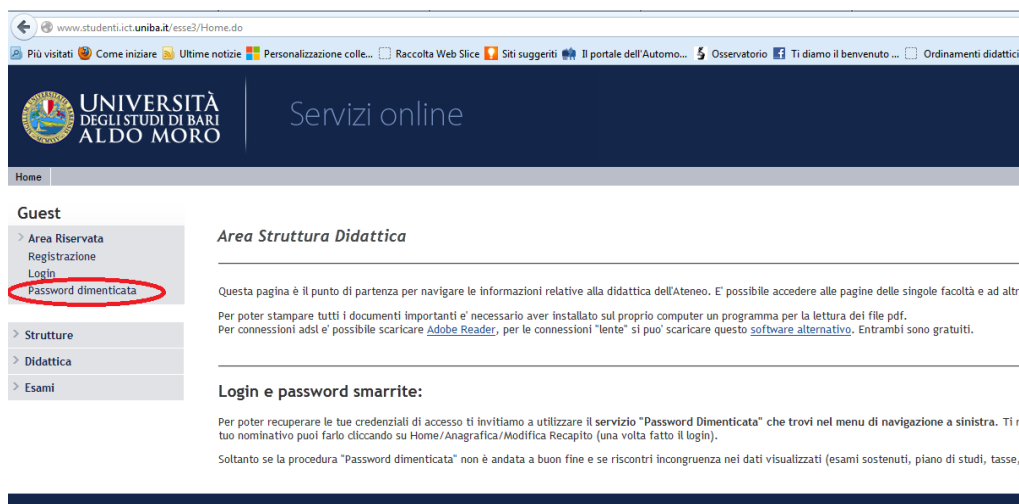 www.studenti.ict.uniba.it/esse3/Home.do
Più visitati Come iniziare Ultime notizie Personalizzazione colle... Raccolta Web Slice Siti suggeriti Il portale dell'Automo... Osservatorio Ti diamo il benvenuto ... Ordinamenti didattici
UNIVERSITÀ
DEGLI STUDI DI BARI
ALDO MORO
Servizi online
Home
Guest
Area Riservata
Registrazione
Login
Password dimenticata
Strutture
Didattica
Esami
Area Struttura Didattica
Questa pagina è il punto di partenza per navigare le informazioni relative alla didattica dell'Ateneo. E' possibile accedere alle pagine delle singole facoltà e ad altr
Per poter stampare tutti i documenti importanti e' necessario aver installato sul proprio computer un programma per la lettura dei file pdf.
Per connessioni adsl e' possibile scaricare Adobe Reader, per le connessioni "lente" si puo' scaricare questo software alternativo. Entrambi sono gratuiti.
Login e password smarrite:
Per poter recuperare le tue credenziali di accesso ti invitiamo a utilizzare il servizio "Password Dimenticata" che trovi nel menu di navigazione a sinistra. Ti
tuo nominativo puoi farlo cliccando su Home/Anagrafica/Modifica Recapito (una volta fatto il login).
Soltanto se la procedura "Password dimenticata" non è andata a buon fine e se riscontri incongruenza nei dati visualizzati (esami sostenuti, piano di studi, tasse,